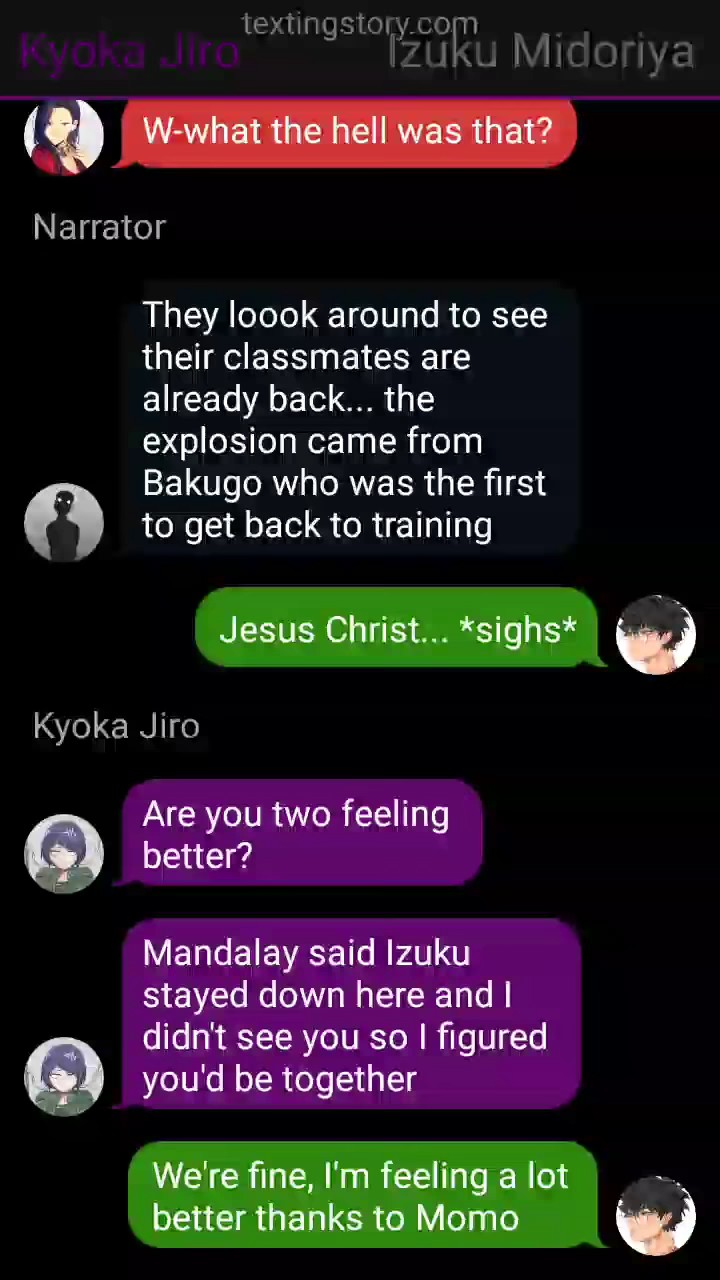 textingstory.com
Kyoka Jiro Izuku Midoriya
W-what the hell was that?
Narrator
They loook around to see
their classmates are
already back... the
explosion came from
Bakugo who was the first
to get back to training
Jesus Christ... *sighs*
Kyoka Jiro
Are you two feeling
better?
Mandalay said Izuku
stayed down here and I
didn't see you so I figured
you'd be together
We're fine, I'm feeling a lot
better thanks to Momo